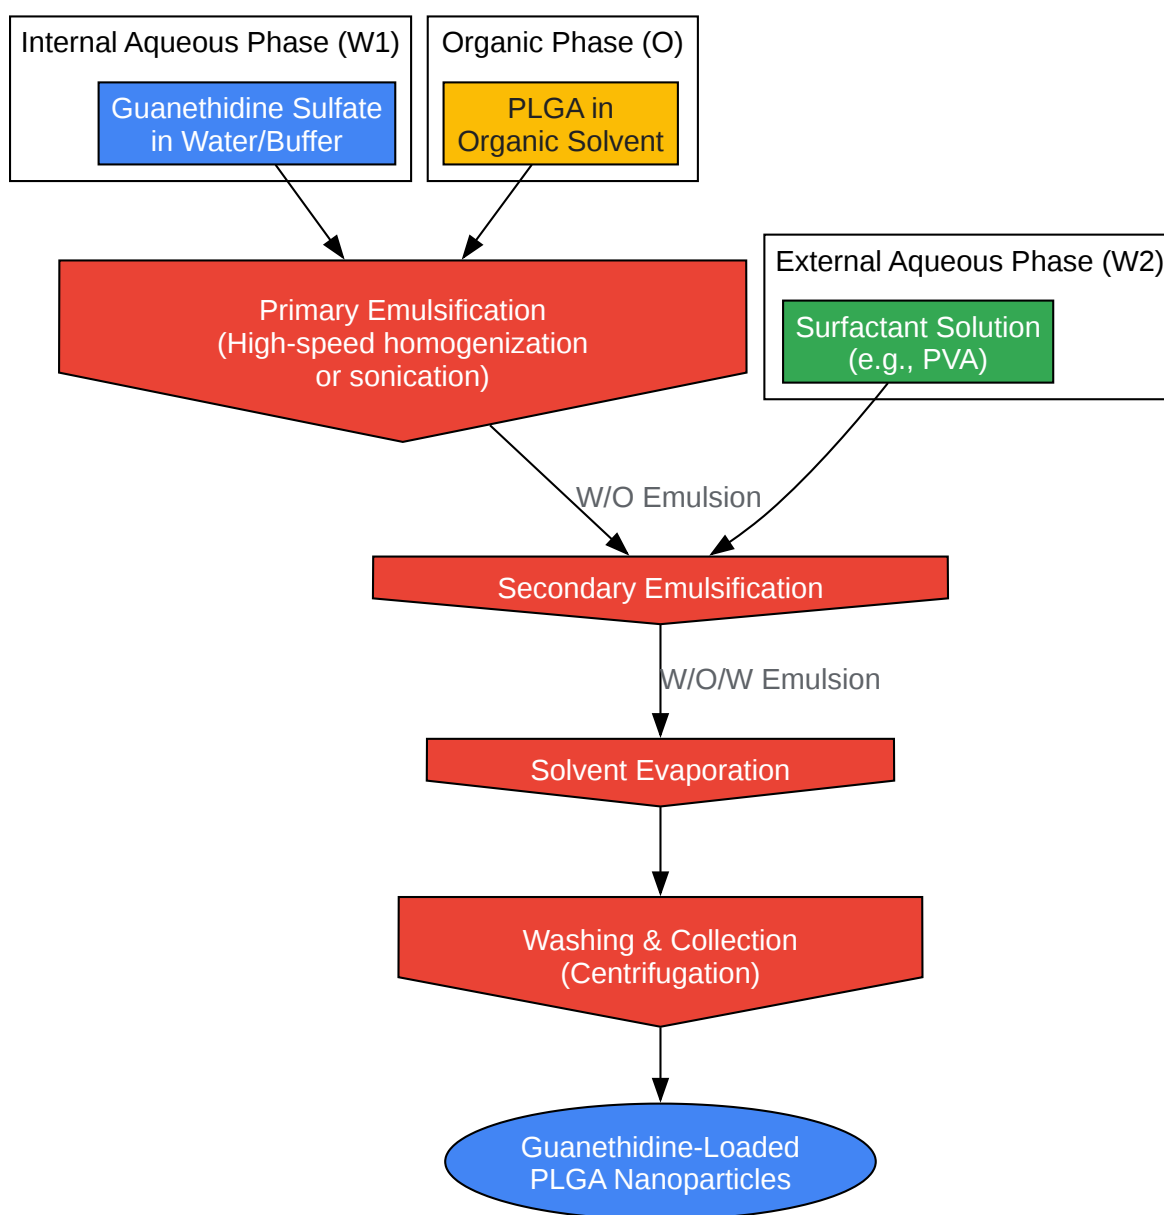 Internal Aqueous Phase (W1)
Guanethidine Sulfate
in Water/Buffer
Organic Phase (O)
PLGA in
Organic Solvent
Primary Emulsification
(High-speed homogenization
or sonication)
External Aqueous Phase (W2)
Surfactant Solution
(e.g., PVA)
W/O Emulsion
Secondary Emulsification
W/O/W Emulsion
Solvent Evaporation
Washing & Collection
(Centrifugation)
Guanethidine-Loaded
PLGA Nanoparticles